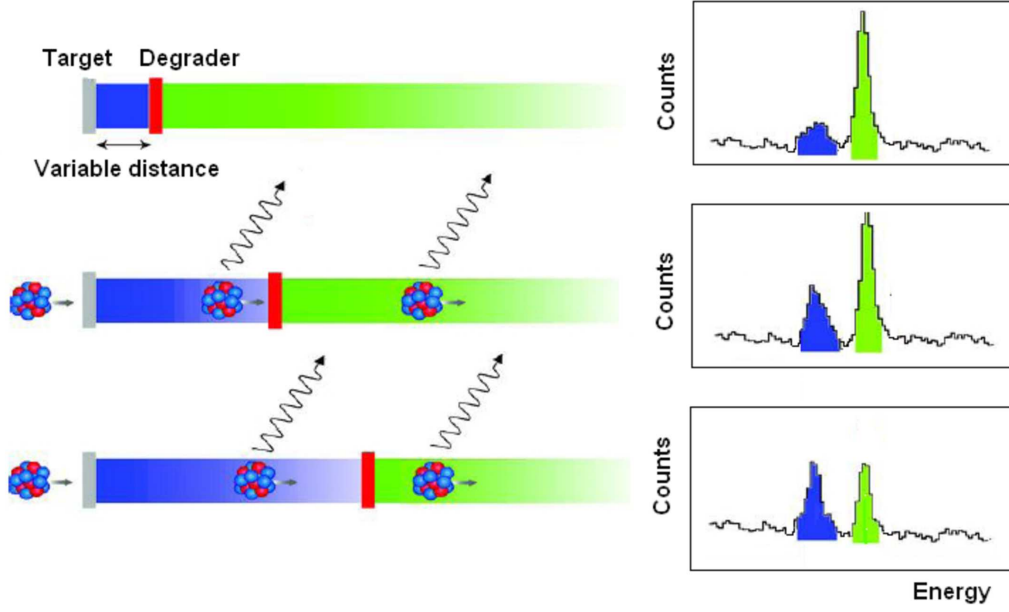 Target Degrader
Variable distance
Counts
Counts
Counts
Energy